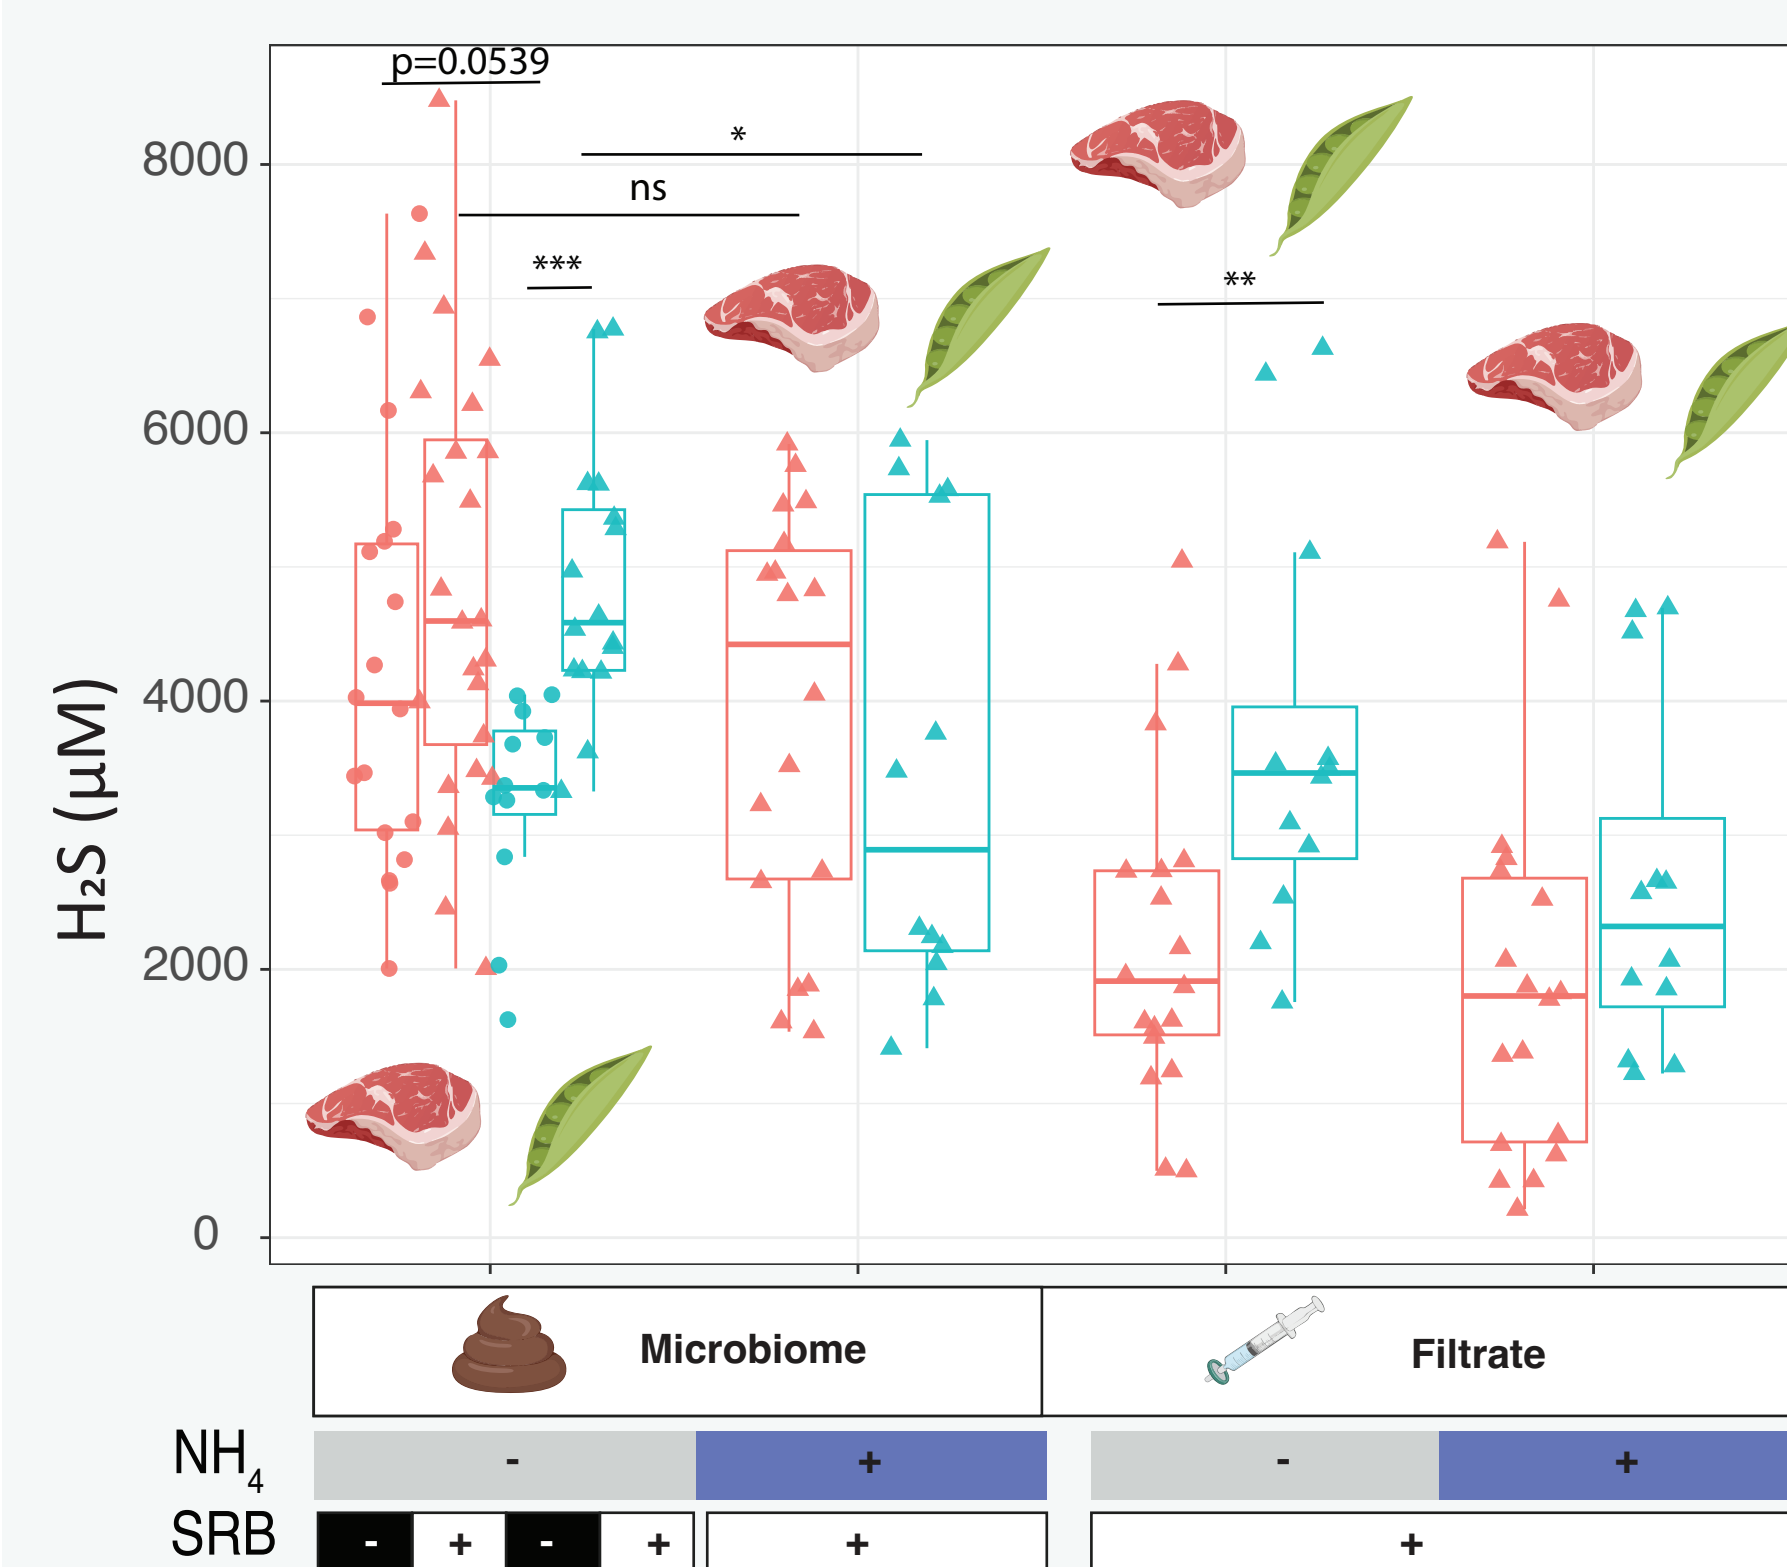 p=0.0539
*
ns
***
**
8000
6000
4000
2000
0
H₂S (µM)
Microbiome
Filtrate
NH₄ - + - +
SRB - + - + + +